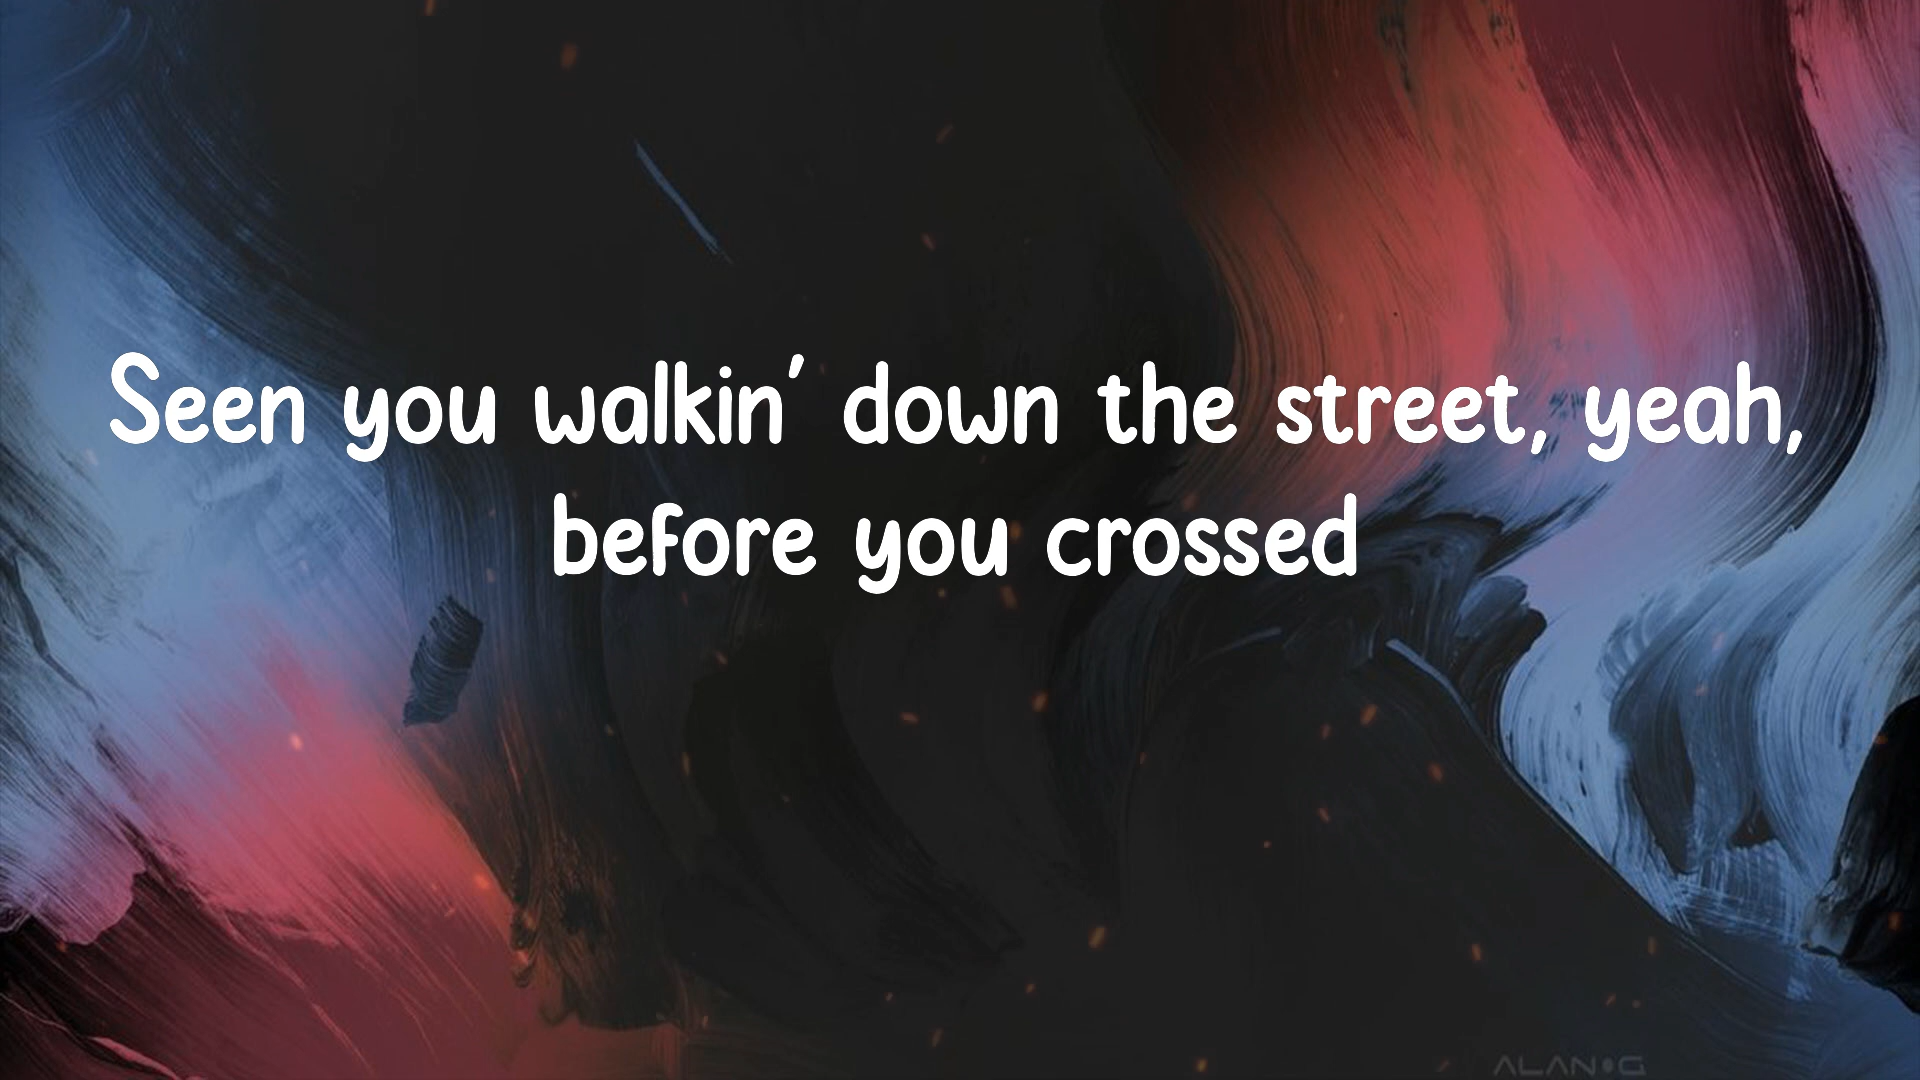 Seen you walkin' down the street, yeah,
before you crossed
ALAN G